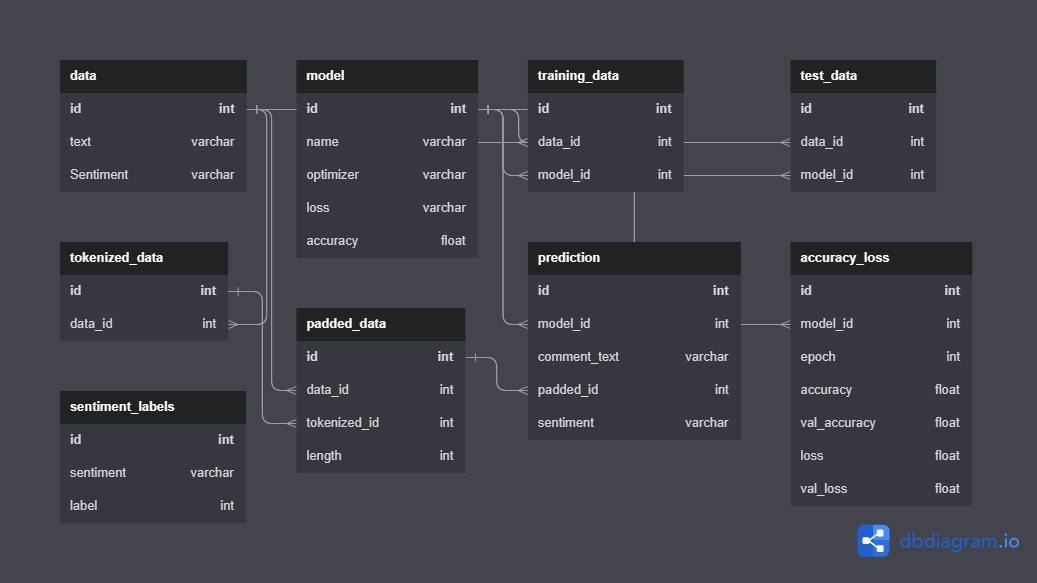 data
id int
text varchar
Sentiment varchar
model
id int
name varchar
optimizer varchar
loss varchar
accuracy float
training_data
id int
data_id int
model_id int
test_data
id int
data_id int
model_id int
tokenized_data
id int
data_id int
padded_data
id int
data_id int
tokenized_id int
length int
prediction
id int
model_id int
comment_text varchar
padded_id int
sentiment varchar
accuracy_loss
id int
model_id int
epoch int
accuracy float
val_accuracy float
loss float
val_loss float
sentiment_labels
id int
sentiment varchar
label int
dbdiagram.io